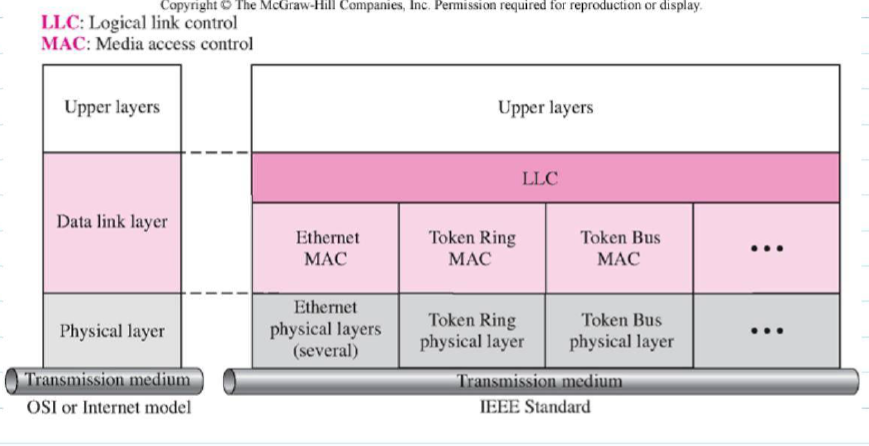 Copyright © The McGraw-Hill Companies, Inc. Permission required for reproduction or display.
LLC: Logical link control
MAC: Media access control
Upper layers
Upper layers
LLC
Data link layer
Ethernet
MAC
Token Ring
MAC
Token Bus
MAC
•••
Physical layer
Ethernet
physical layers
(several)
Token Ring
physical layer
Token Bus
physical layer
•••
Transmission medium
Transmission medium
OSI or Internet model
IEEE Standard